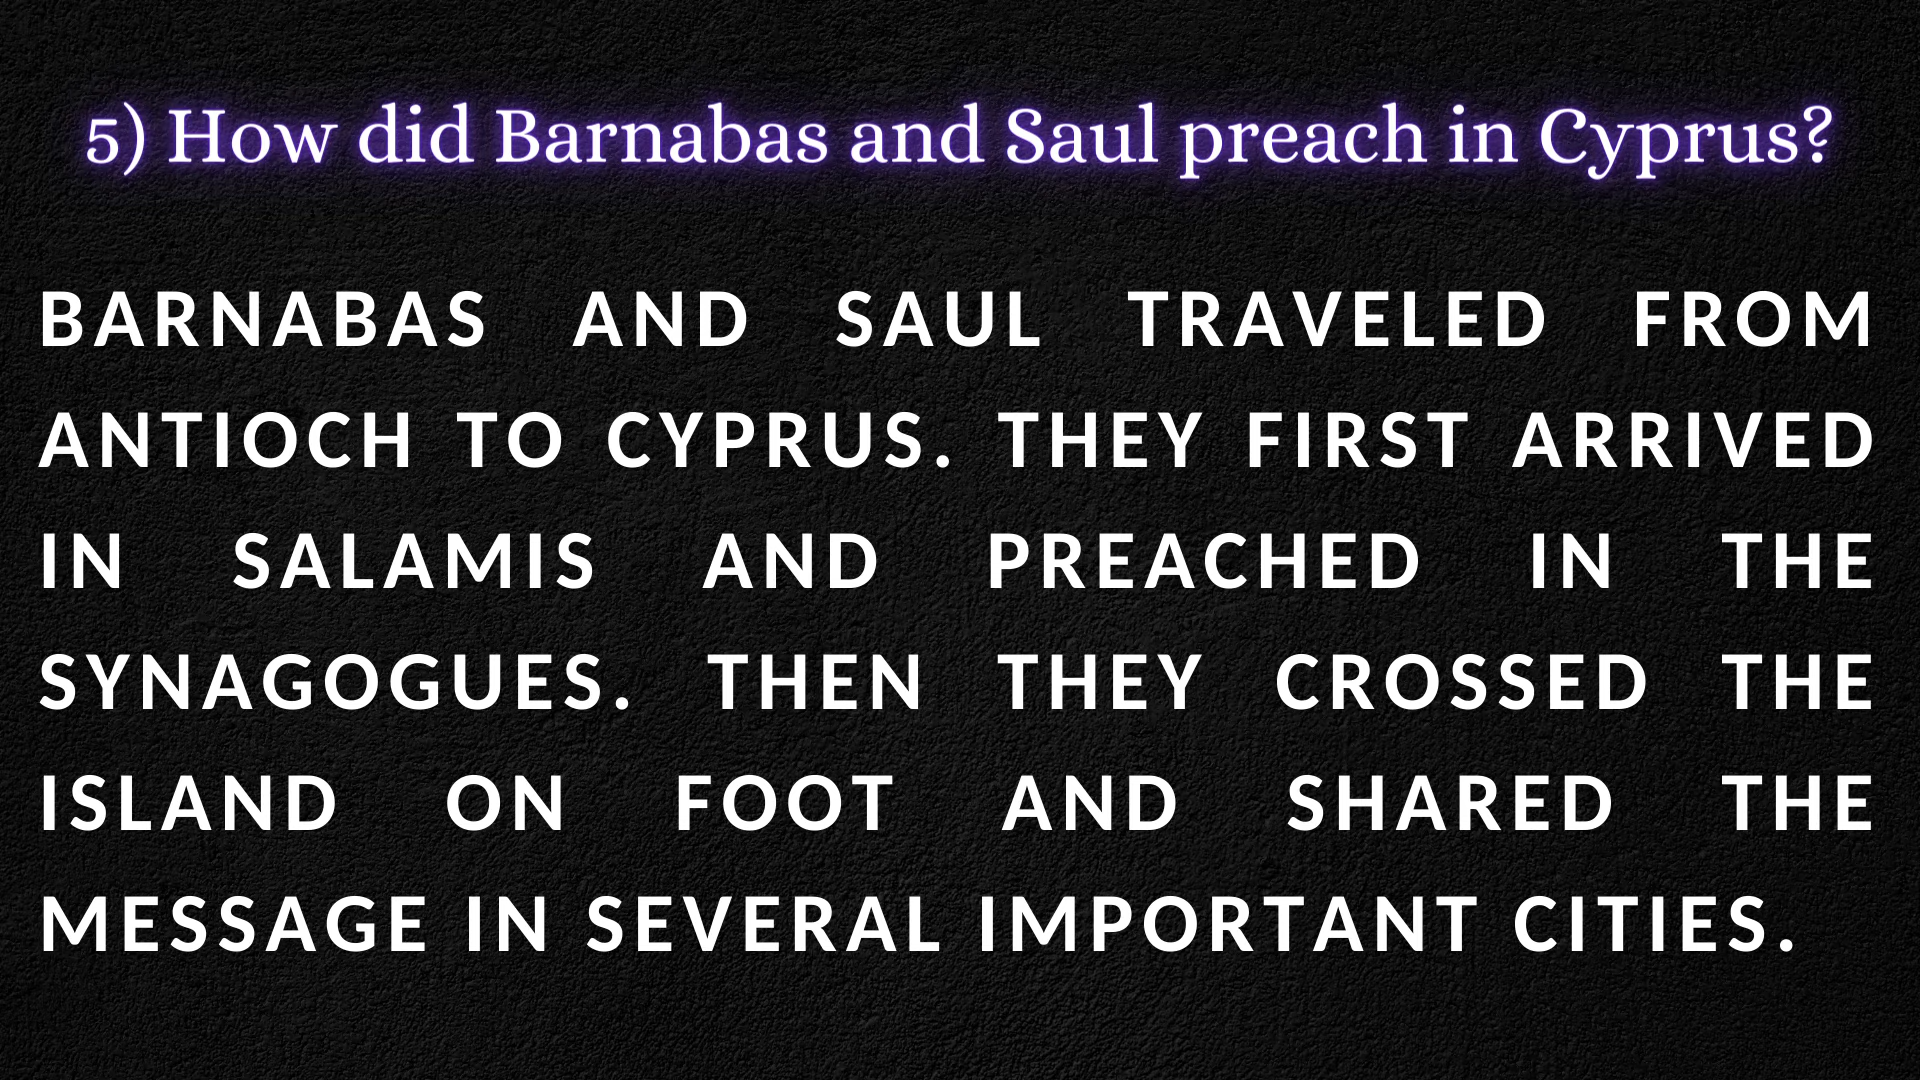 5) How did Barnabas and Saul preach in Cyprus?
BARNABAS AND SAUL TRAVELED FROM
ANTIOCH TO CYPRUS. THEY FIRST ARRIVED
IN SALAMIS AND PREACHED IN THE
SYNAGOGUES. THEN THEY CROSSED THE
ISLAND ON FOOT AND SHARED THE
MESSAGE IN SEVERAL IMPORTANT CITIES.